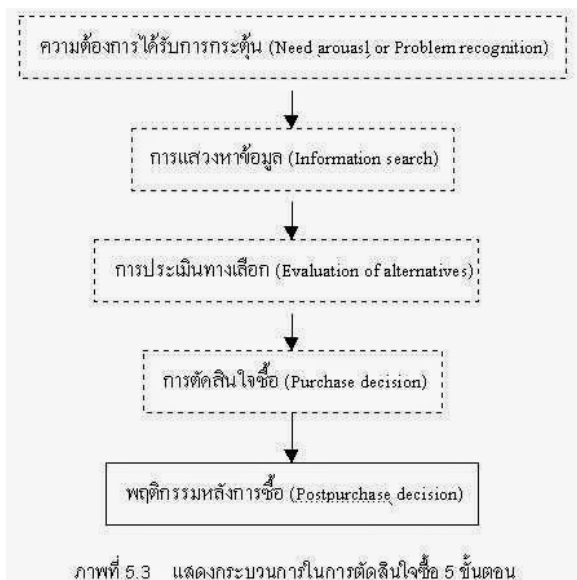 ความต้องการได้รับการกระตุ้น (Need arouasl or Problem recognition)
การแสวงหาข้อมูล (Information search)
การประเมินทางเลือก (Evaluation of alternatives)
การตัดสินใจซื้อ (Purchase decision)
พฤติกรรมหลังการซื้อ (Postpurchase decision)
ภาพที่ 5.3 แสดงกระบวนการในการตัดสินใจซื้อ 5 ขั้นตอน